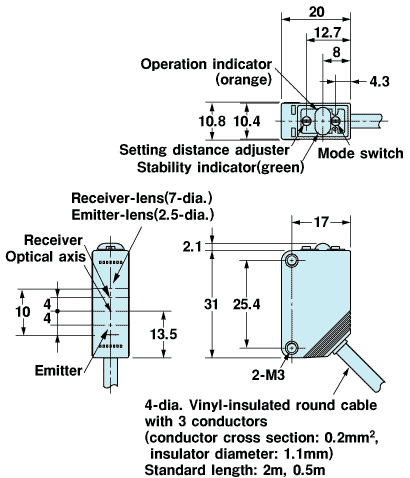 20
12.7
8
Operation indicator
(orange)
4.3
10.8 10.4
Setting distance adjuster
Mode switch
Stability indicator(green)
Receiver-lens(7-dia.)
Emitter-lens(2.5-dia.)
17
Receiver
Optical axis
2.1
4
10
4
31
25.4
13.5
Emitter
2-M3
4-dia. Vinyl-insulated round cable
with 3 conductors
(conductor cross section: 0.2mm²,
insulator diameter: 1.1mm)
Standard length: 2m, 0.5m